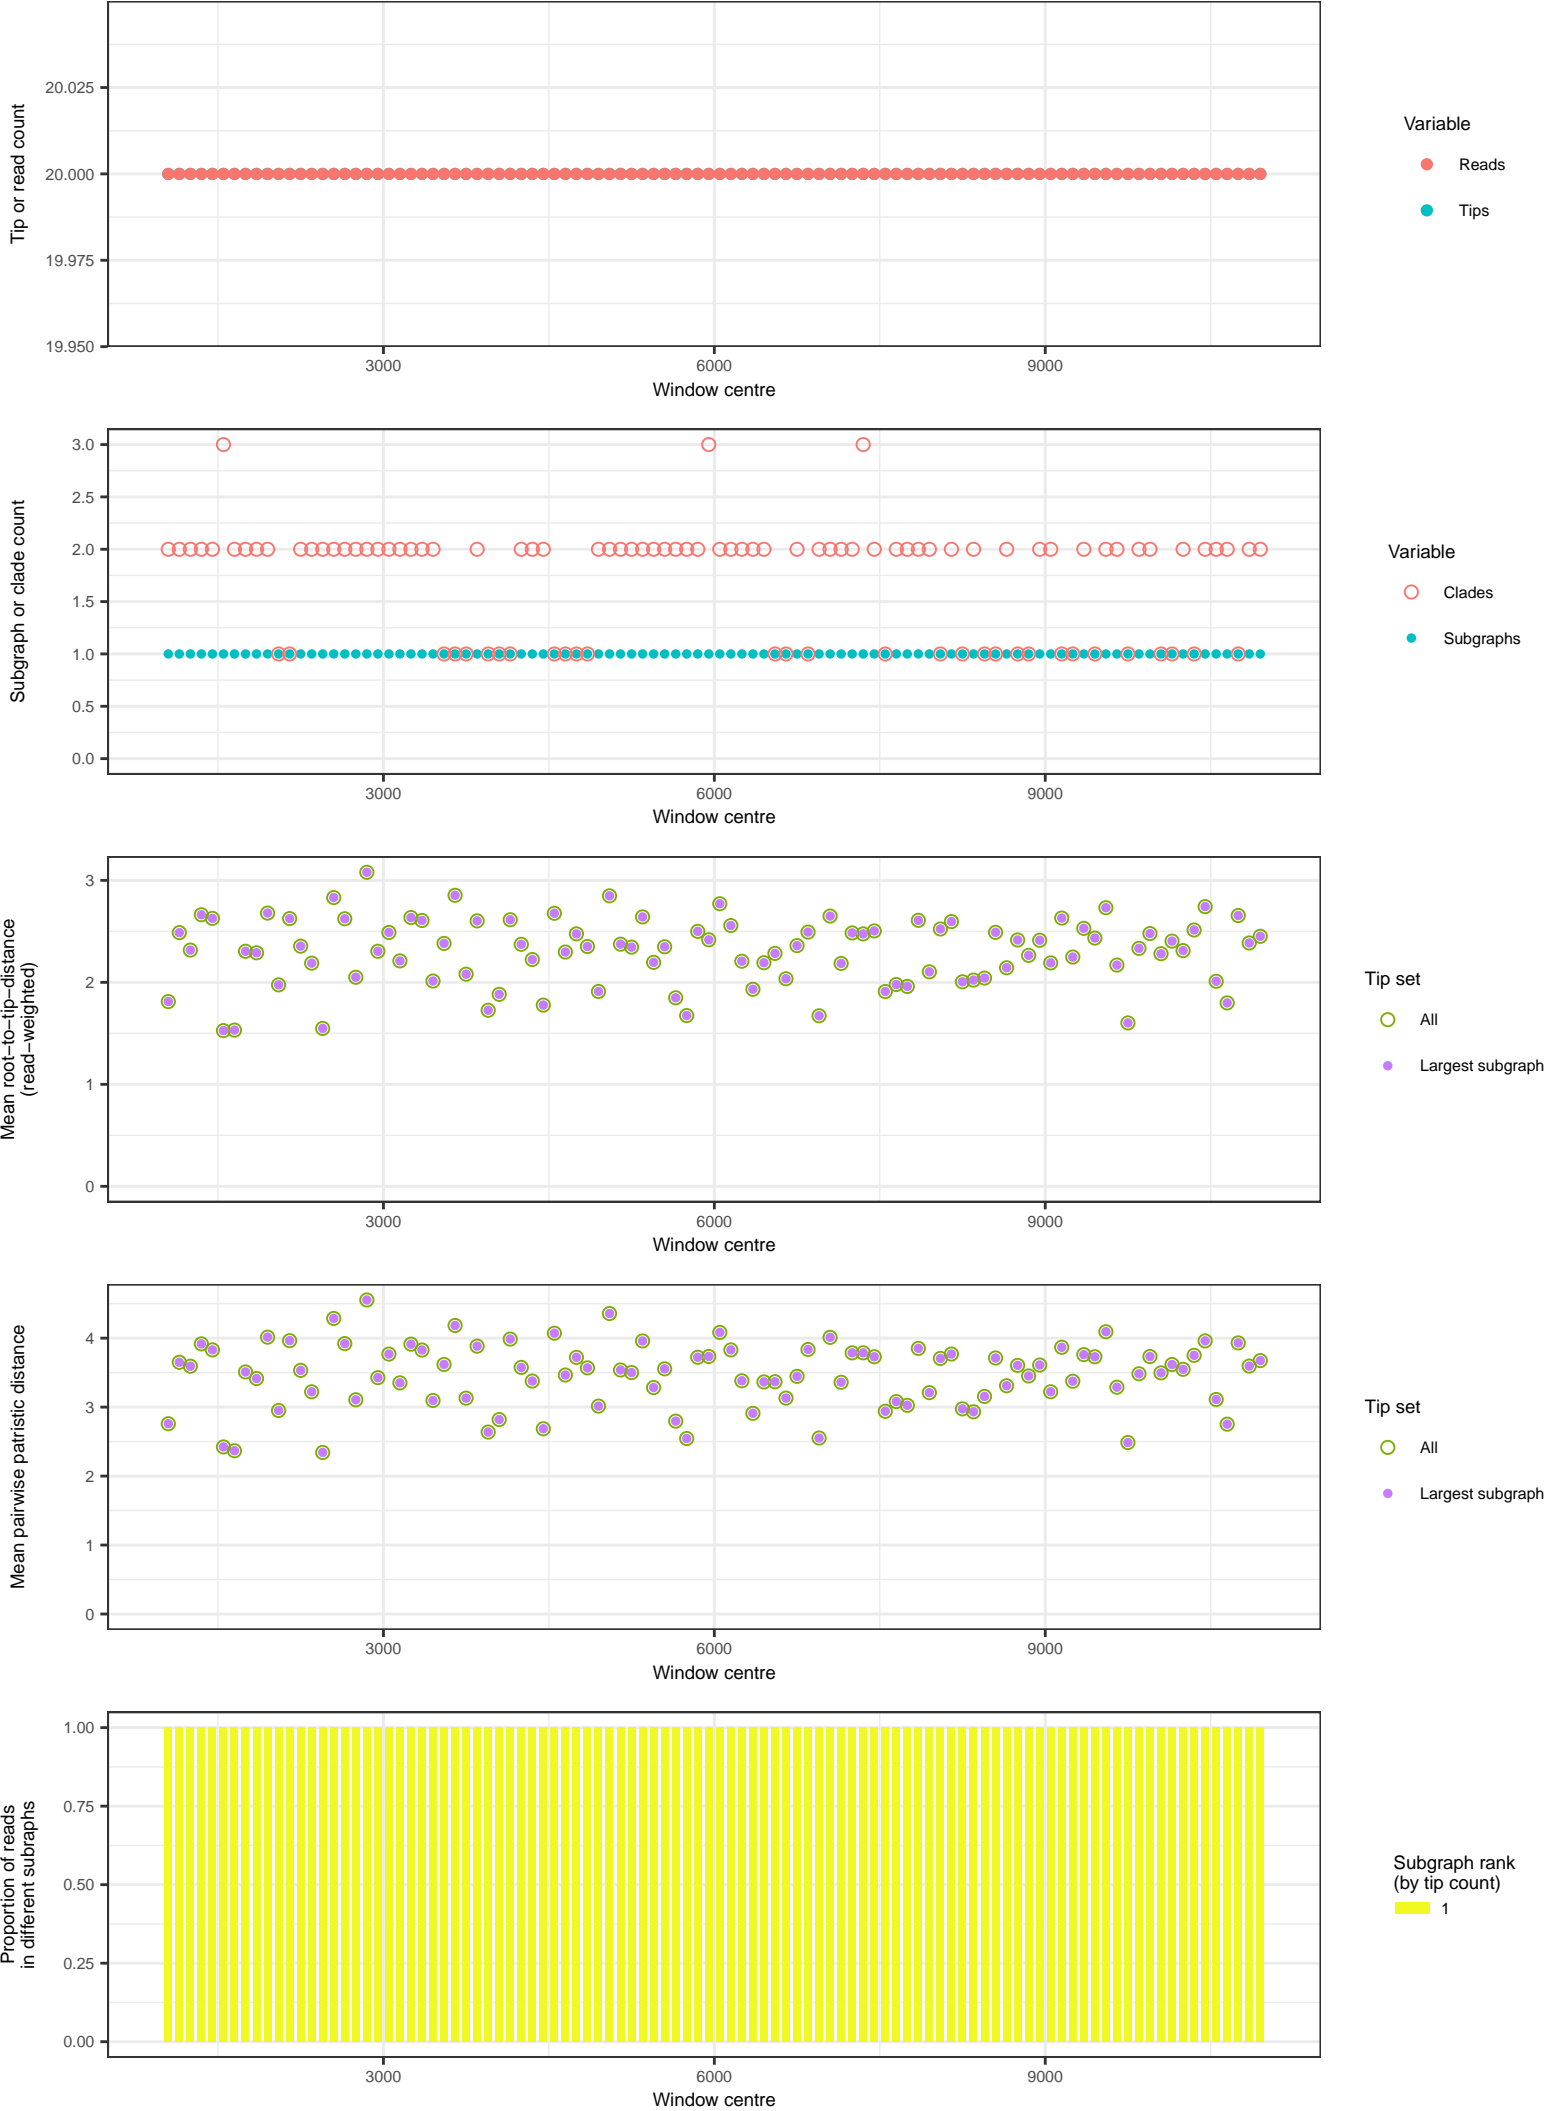 20.025
20.000
19.975
19.950
Tip or read count
3000 6000 9000
Window centre
Variable
Reads
Tips
3.0
2.5
2.0
1.5
1.0
0.5
0.0
Subgraph or clade count
3000 6000 9000
Window centre
Variable
Clades
Subgraphs
3
2
1
0
Mean root−to−tip−distance
(read−weighted)
3000 6000 9000
Window centre
Tip set
All
Largest subgraph
4
3
2
1
0
Mean pairwise patristic distance
3000 6000 9000
Window centre
Tip set
All
Largest subgraph
1.00
0.75
0.50
0.25
0.00
Proportion of reads
in different subraphs
3000 6000 9000
Window centre
Subgraph rank
(by tip count)
1